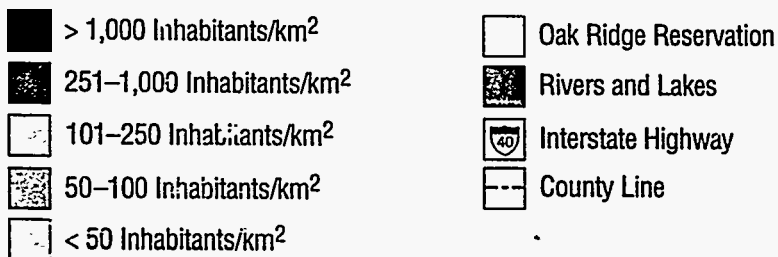 > 1,000 Inhabitants/km²
251–1,000 Inhabitants/km²
101–250 Inhabitants/km²
50–100 Inhabitants/km²
< 50 Inhabitants/km²
Oak Ridge Reservation
Rivers and Lakes
40 Interstate Highway
County Line